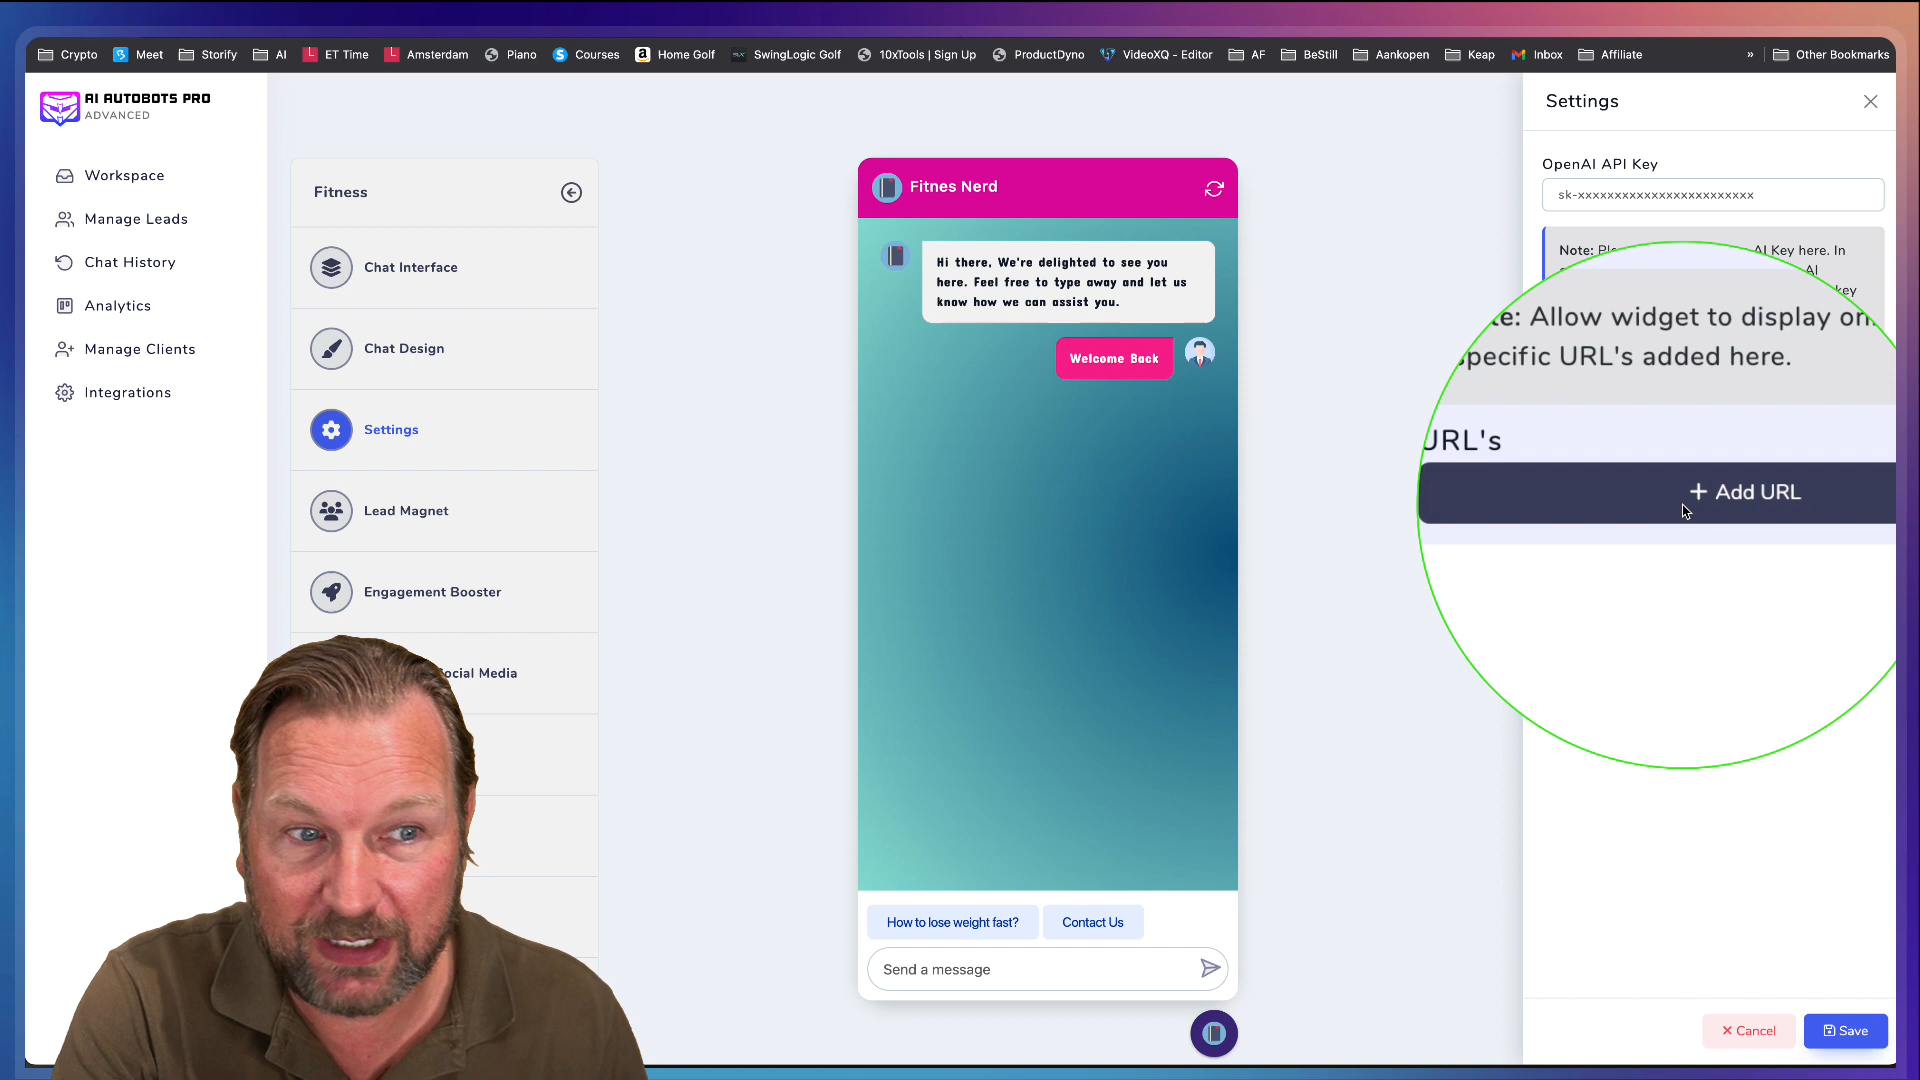 Crypto Meet Storify AI ET Time Amsterdam Piano Courses Home Golf SwingLogic Golf 10xTools | Sign Up ProductDyno VideoXQ - Editor AF BeStill Aankopen Keap Inbox Affiliate » Other Bookmarks
AI AUTOBOTS PRO
ADVANCED
Workspace
Manage Leads
Chat History
Analytics
Manage Clients
Integrations
Fitness
Chat Interface
Chat Design
Settings
Lead Magnet
Engagement Booster
Social Media
Fitnes Nerd
Hi there, We're delighted to see you
here. Feel free to type away and let us
know how we can assist you.
Welcome Back
How to lose weight fast? Contact Us
Send a message
Settings
OpenAI API Key
sk-xxxxxxxxxxxxxxxxxxxxxxxx
Note: AI Key here. In
AI
key
Allow widget to display
specific URL's added here.
URL's
+ Add URL
Cancel Save